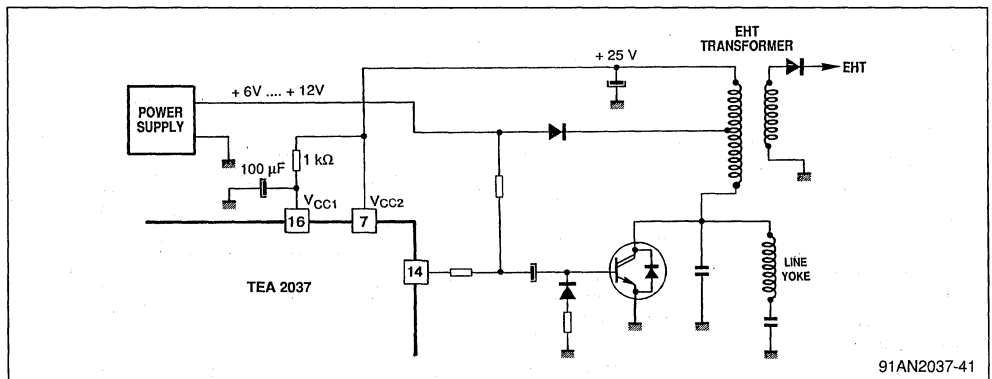 EHT
TRANSFORMER
+ 25 V
EHT
+ 6V .... + 12V
POWER
SUPPLY
1 kΩ
100 µF
VCC1
VCC2
16
7
14
TEA 2037
LINE
YOKE
91AN2037-41